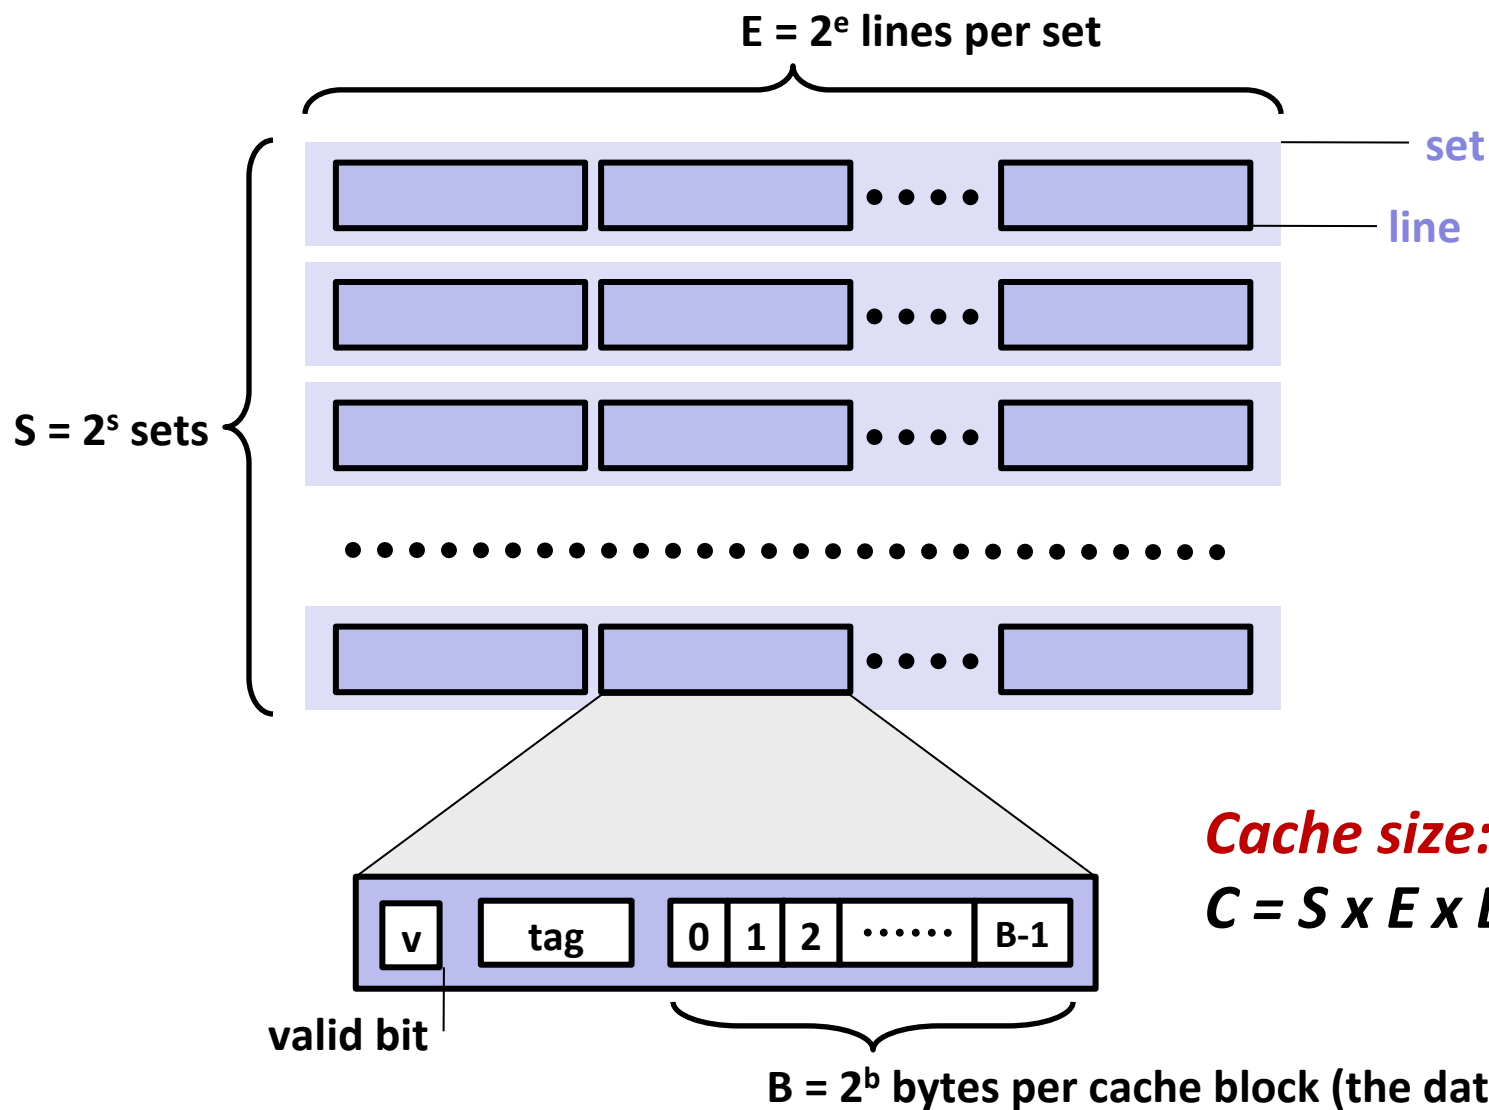 E = 2ᵉ lines per set
set
line
S = 2ˢ sets
Cache size:
C = S x E x
v
tag
0 1 2 ...... B-1
valid bit
B = 2ᵇ bytes per cache block (the